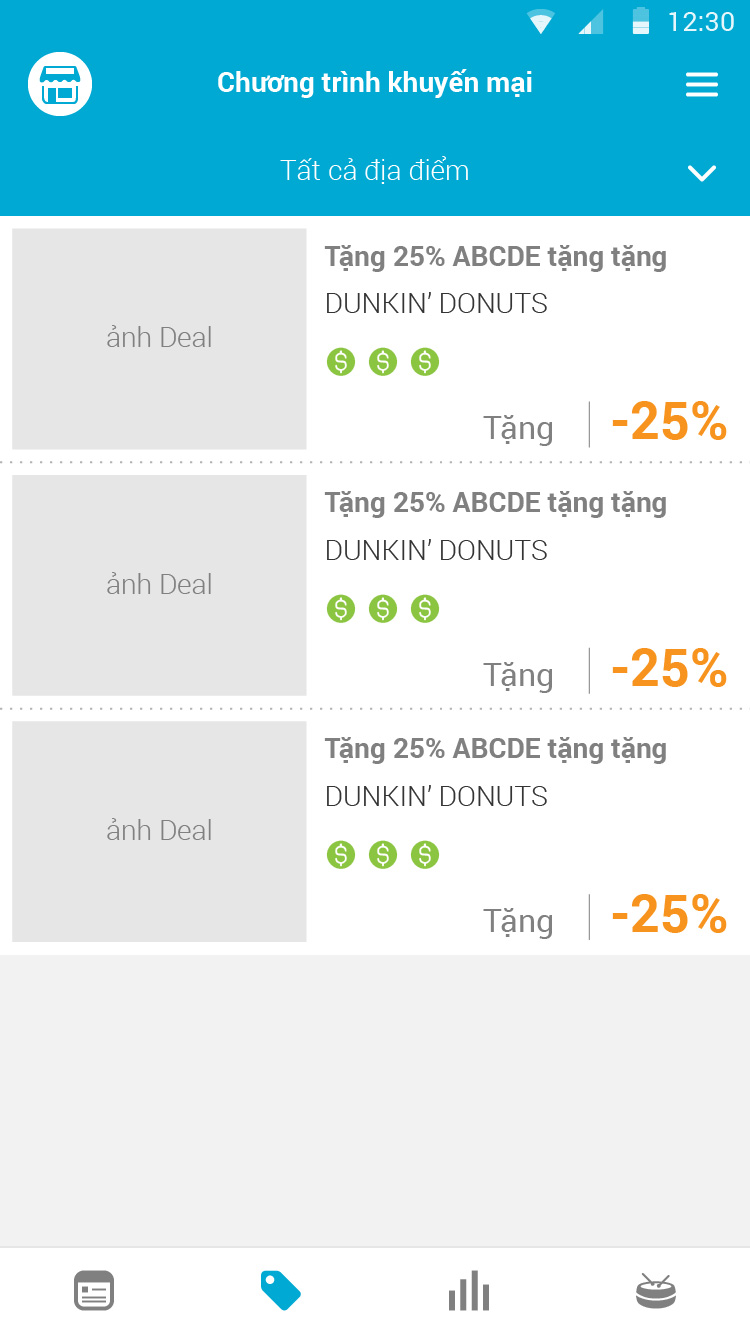 12:30
Chương trình khuyến mại
Tất cả địa điểm
Tặng 25% ABCDE tặng tặng
DUNKIN’ DONUTS
ảnh Deal
Tặng
-25%
Tặng 25% ABCDE tặng tặng
DUNKIN’ DONUTS
ảnh Deal
Tặng
-25%
Tặng 25% ABCDE tặng tặng
DUNKIN’ DONUTS
ảnh Deal
Tặng
-25%